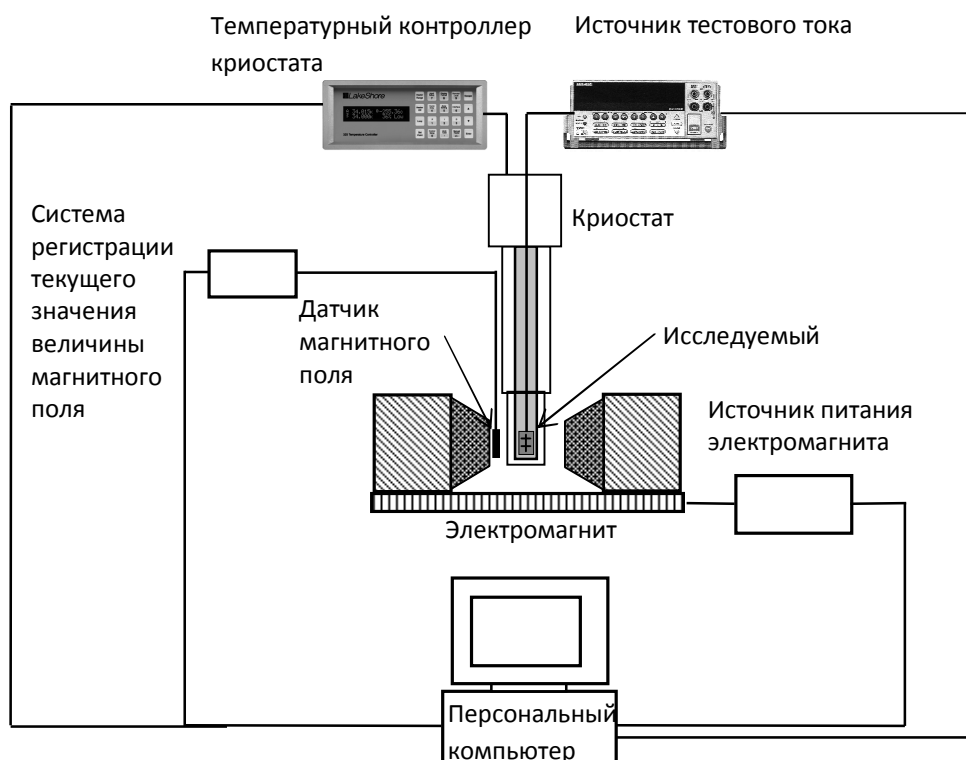 Температурный контроллер
криостата
Источник тестового тока
LakeShore
Криостат
Система
регистрации
текущего
значения
величины
магнитного
поля
Датчик
магнитного
поля
Исследуемый
Источник питания
электромагнита
Электромагнит
Персональный
компьютер